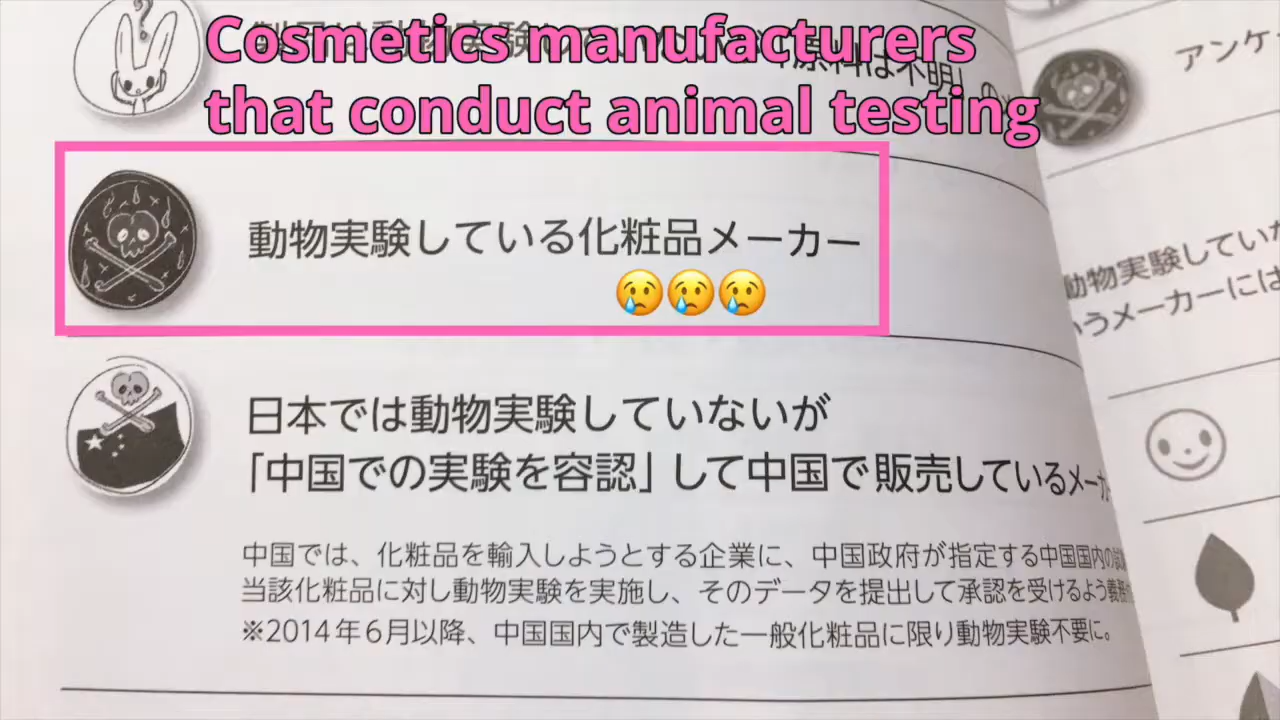 Cosmetics manufacturers
that conduct animal testing
は不明」の
アンケ
動物実験している化粧品メーカー
動物実験してい
うメーカーには
日本では動物実験していないが
「中国での実験を容認」して中国で販売しているメーカ
中国では、化粧品を輸入しようとする企業に、中国政府が指定する中国国内の
当該化粧品に対し動物実験を実施し、そのデータを提出して承認を受けるよう
※2014年6月以降、中国国内で製造した一般化粧品に限り動物実験不要に。